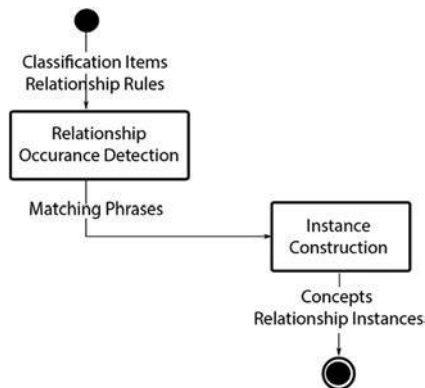 Classification Items
Relationship Rules
Relationship
Occurance Detection
Matching Phrases
Instance
Construction
Concepts
Relationship Instances